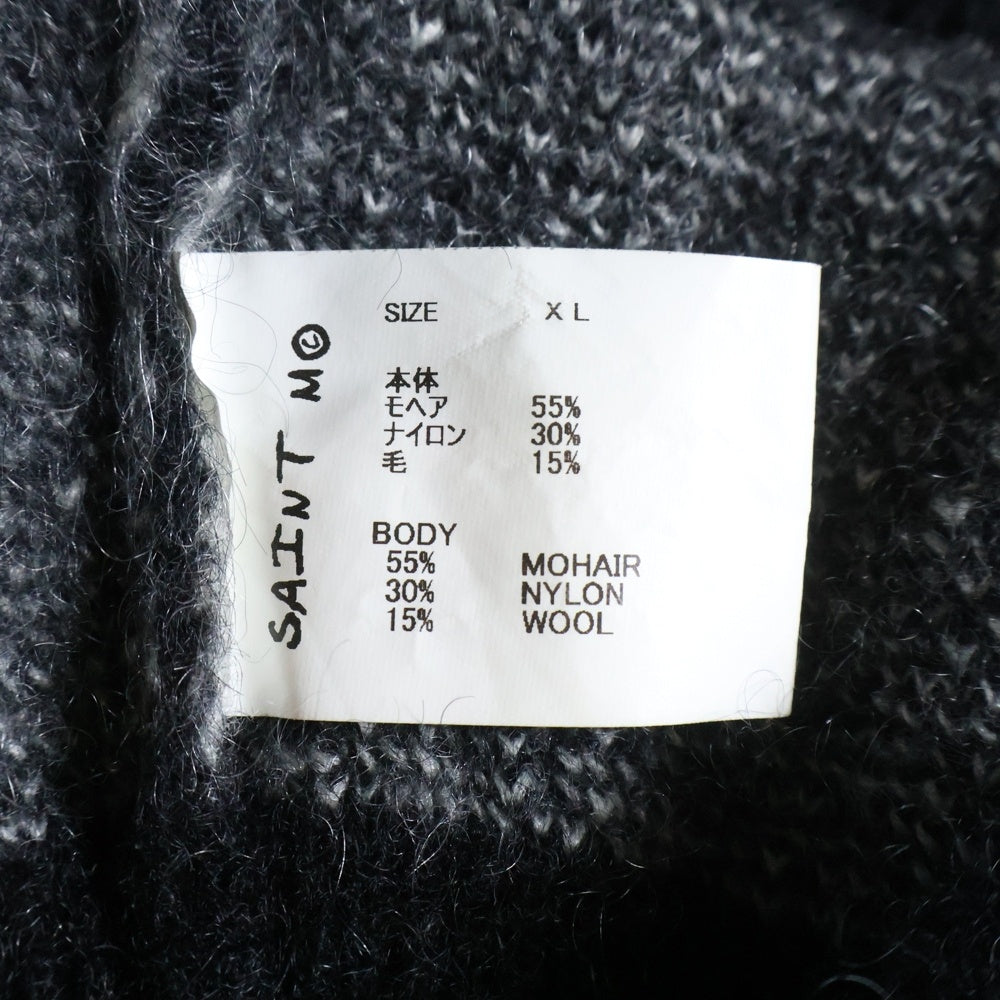 SAINT M©
SIZE XL
本体
モヘア 55%
ナイロン 30%
毛 15%
BODY
55% MOHAIR
30% NYLON
15% WOOL